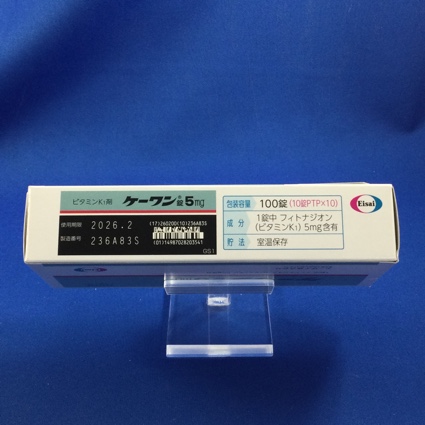 ビタミンK₁剤
ケーワン®錠5mg
使用期限 2026.2
製造番号 236A83S
(17)260200(10)236A83S
(01)14987028203541
GS1
包装容量 100錠(10錠PTP×10)
成分 1錠中 フィトナジオン
(ビタミンK₁) 5mg含有
貯法 室温保存
Eisai